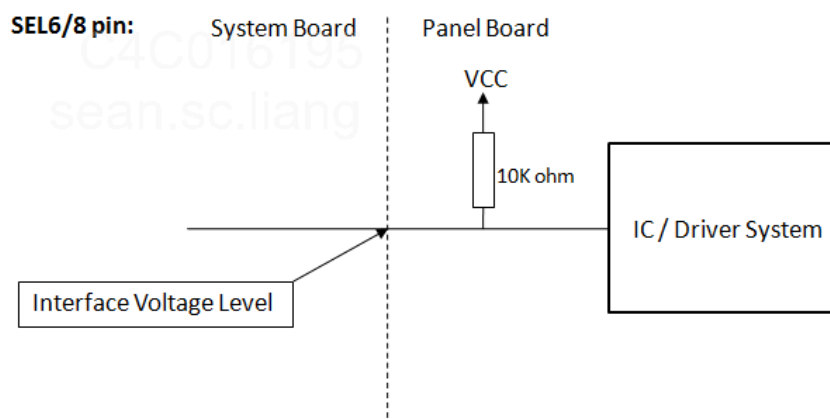 SEL6/8 pin:
System Board
Panel Board
C4C016195
sean.sc.liang
VCC
10K ohm
IC / Driver System
Interface Voltage Level